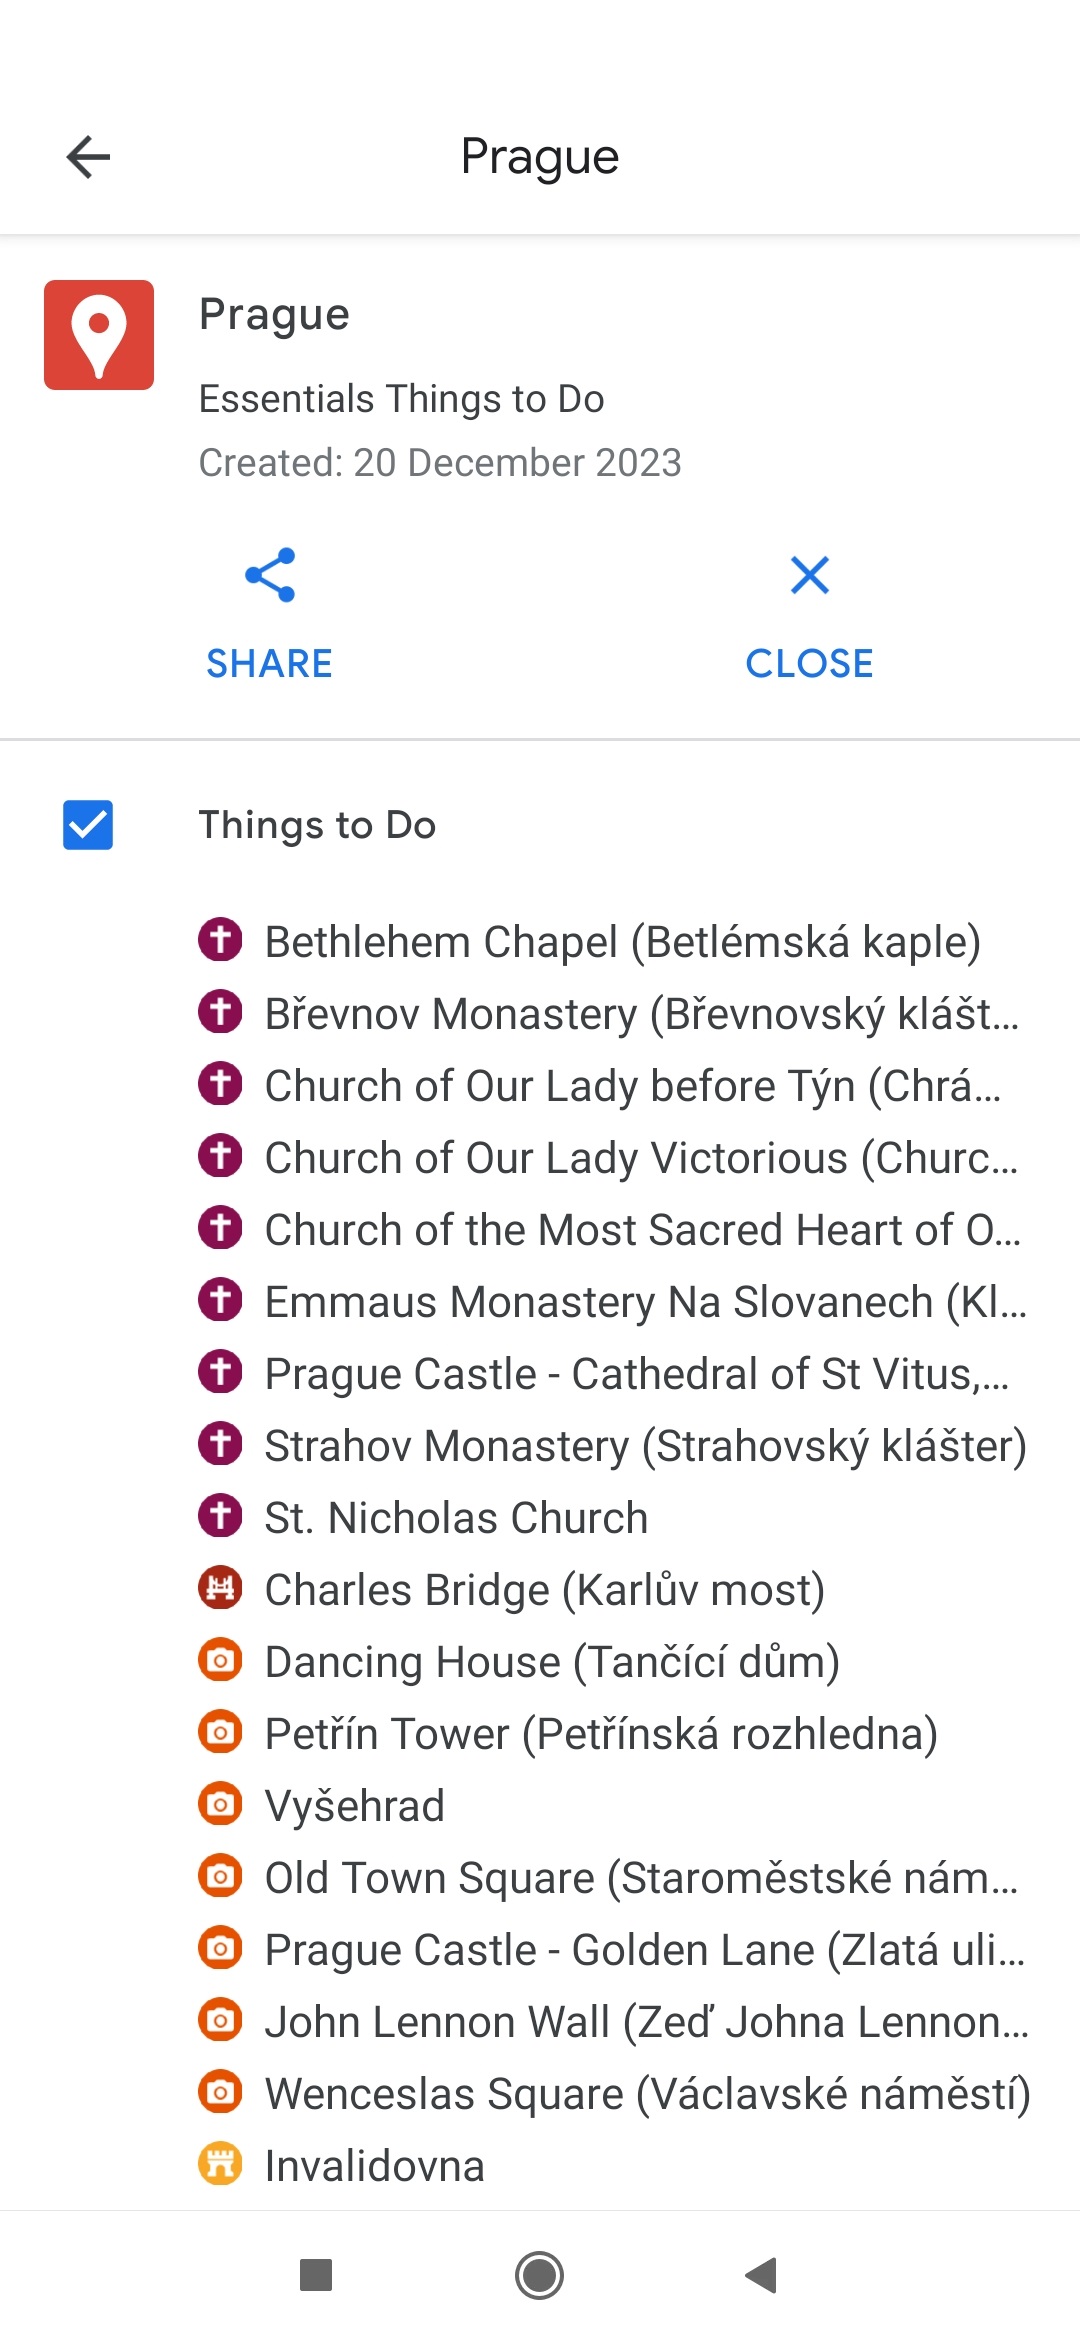 Prague
Prague
Essentials Things to Do
Created: 20 December 2023
SHARE
CLOSE
Things to Do
Bethlehem Chapel (Betlémská kaple)
Břevnov Monastery (Břevnovský klášt...
Church of Our Lady before Týn (Chrá...
Church of Our Lady Victorious (Churc...
Church of the Most Sacred Heart of O...
Emmaus Monastery Na Slovanech (Kl...
Prague Castle - Cathedral of St Vitus,...
Strahov Monastery (Strahovský klášter)
St. Nicholas Church
Charles Bridge (Karlův most)
Dancing House (Tančící dům)
Petřín Tower (Petřínská rozhledna)
Vyšehrad
Old Town Square (Staroměstské nám...
Prague Castle - Golden Lane (Zlatá uli...
John Lennon Wall (Zeď Johna Lennon...
Wenceslas Square (Václavské náměstí)
Invalidovna